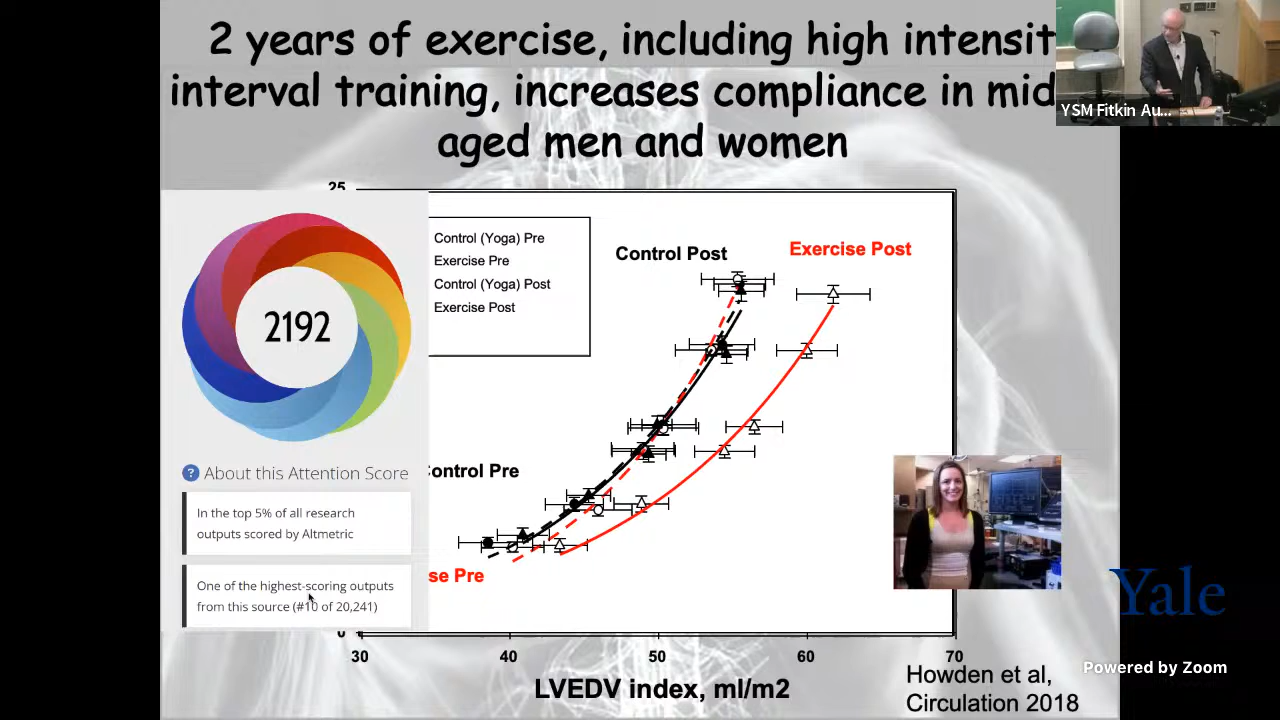 2 years of exercise, including high intensit
interval training, increases compliance in mid
aged men and women
YSM Fitkin Au...
25
Control (Yoga) Pre
Exercise Pre
Control (Yoga) Post
Exercise Post
Control Post
Exercise Post
2192
ontrol Pre
se Pre
? About this Attention Score
In the top 5% of all research
outputs scored by Altmetric
One of the highest-scoring outputs
from this source (#10 of 20,241)
0
30 40 50 60 70
LVEDV index, ml/m2
Howden et al,
Circulation 2018
Yale
Powered by Zoom